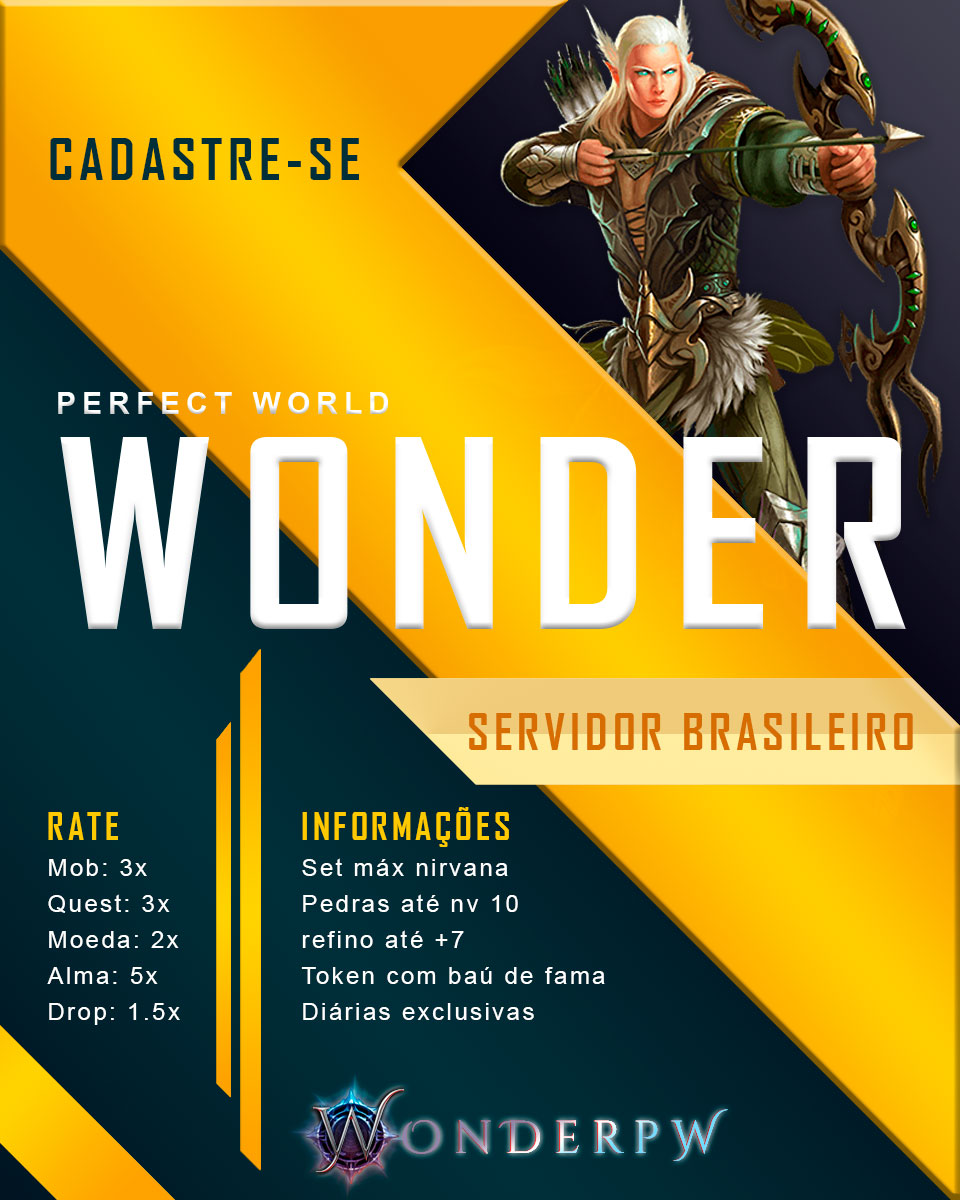 CADASTRE-SE
PERFECT WORLD
WONDER
SERVIDOR BRASILEIRO
RATE
Mob: 3x
Quest: 3x
Moeda: 2x
Alma: 5x
Drop: 1.5x
INFORMAÇÕES
Set máx nirvana
Pedras até nv 10
refino até +7
Token com baú de fama
Diárias exclusivas
WONDERPW